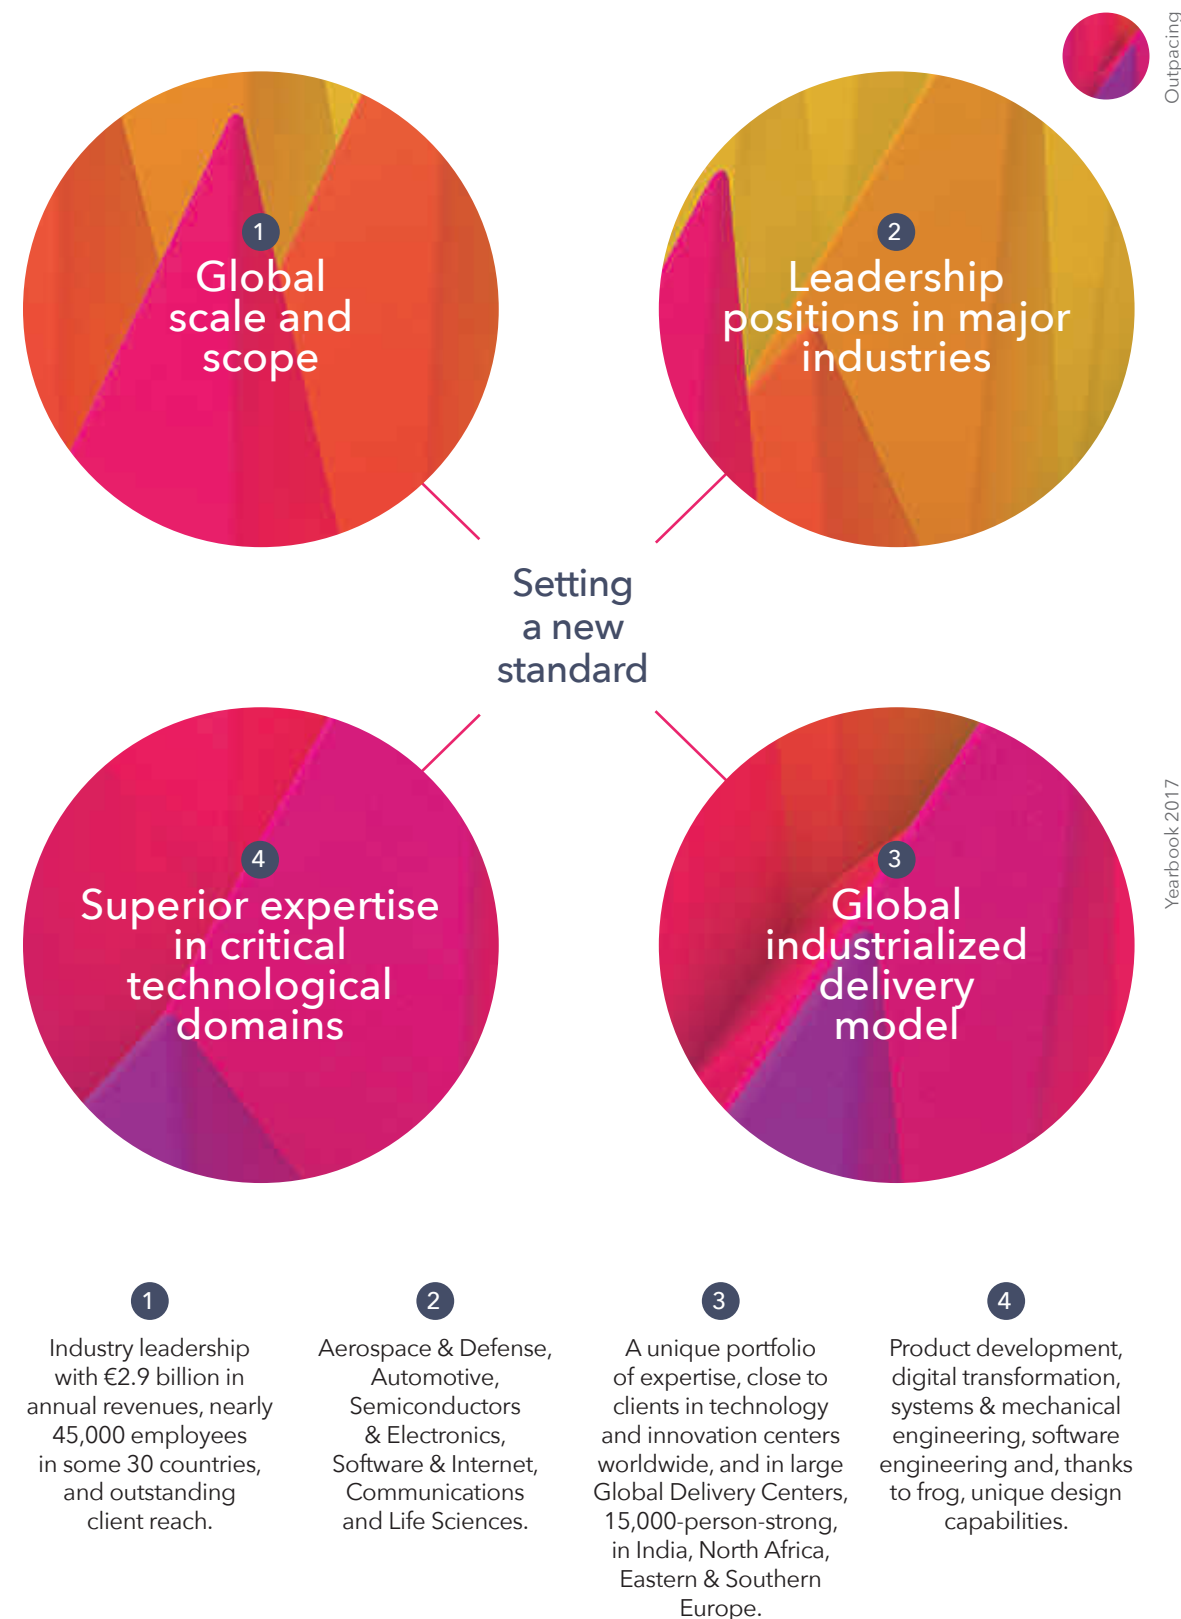 Outpacing
1
Global
scale and
scope
2
Leadership
positions in major
industries
Setting
a new
standard
4
Superior expertise
in critical
technological
domains
3
Global
industrialized
delivery
model
Yearbook 2017
1
Industry leadership
with €2.9 billion in
annual revenues, nearly
45,000 employees
in some 30 countries,
and outstanding
client reach.
2
Aerospace & Defense,
Automotive,
Semiconductors
& Electronics,
Software & Internet,
Communications
and Life Sciences.
3
A unique portfolio
of expertise, close to
clients in technology
and innovation centers
worldwide, and in large
Global Delivery Centers,
15,000-person-strong,
in India, North Africa,
Eastern & Southern
Europe.
4
Product development,
digital transformation,
systems & mechanical
engineering, software
engineering and, thanks
to frog, unique design
capabilities.